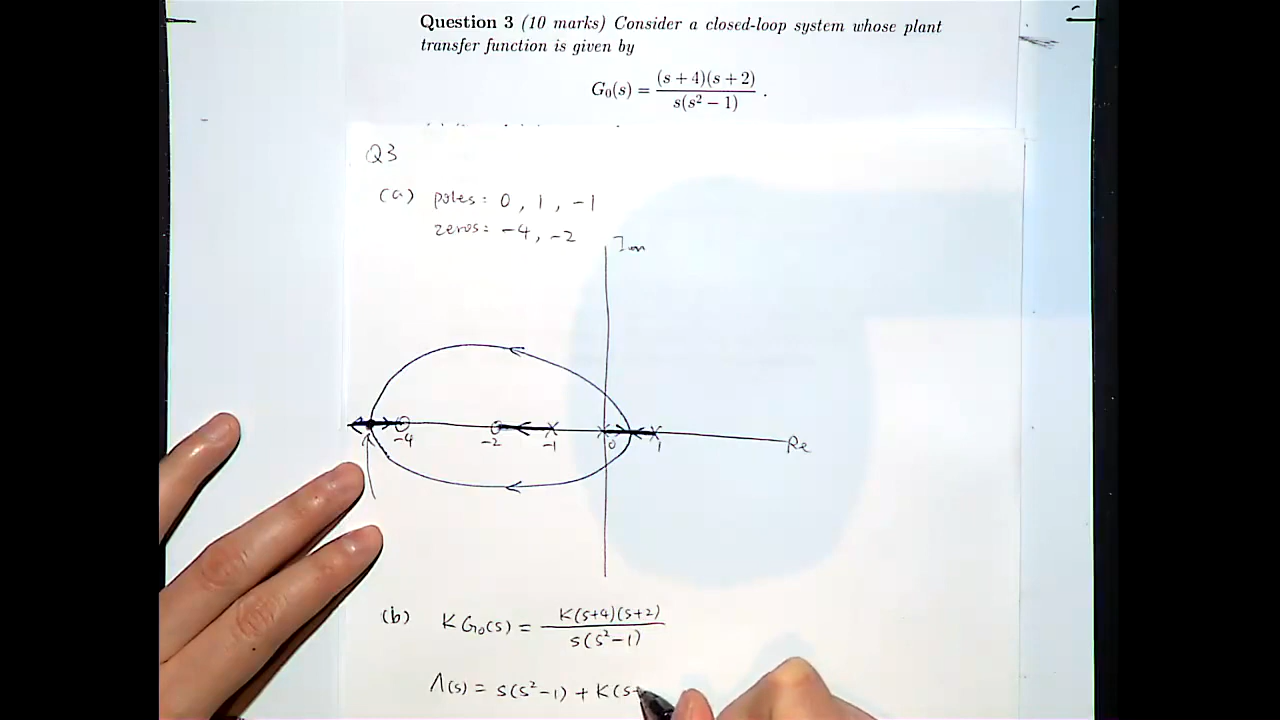 Question 3 (10 marks) Consider a closed-loop system whose plant
transfer function is given by
G₀(s) = (s + 4)(s + 2) / s(s² − 1) .
Q3
(a) poles: 0, 1, -1
zeros: -4, -2
Im
-4 -2 -1 0 1 Re
(b) K G₀(s) = K(s+4)(s+2) / s(s²-1)
Λ(s) = s(s²-1) + K(s+